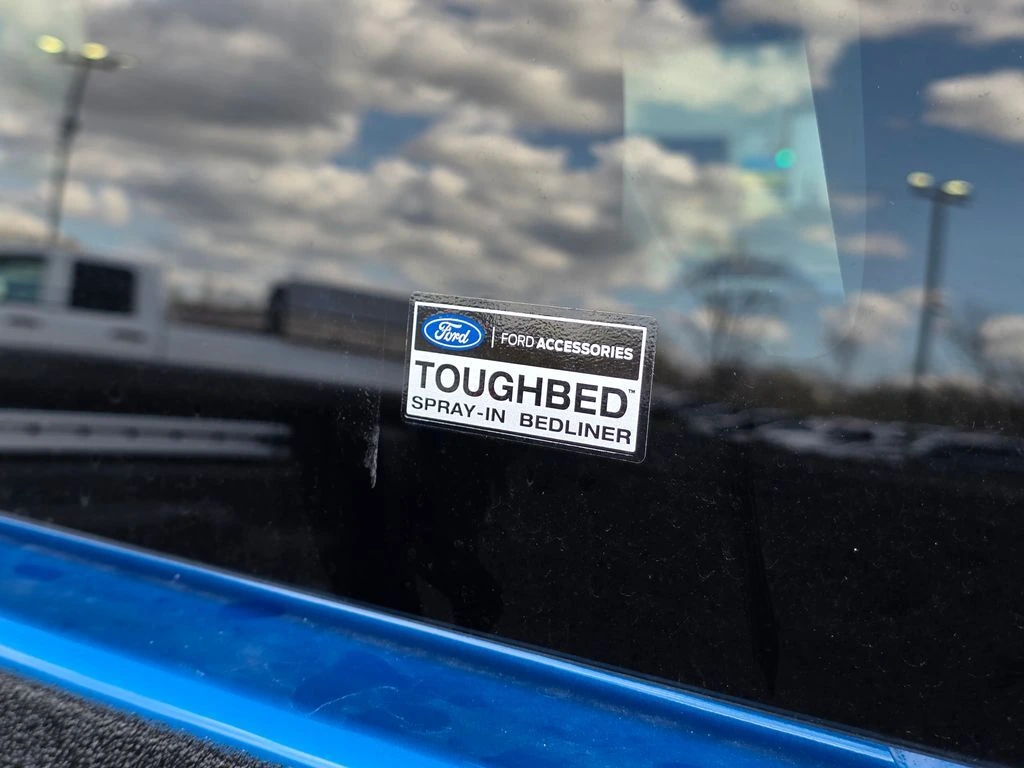 Ford | FORD ACCESSORIES
TOUGHBED™
SPRAY-IN BEDLINER